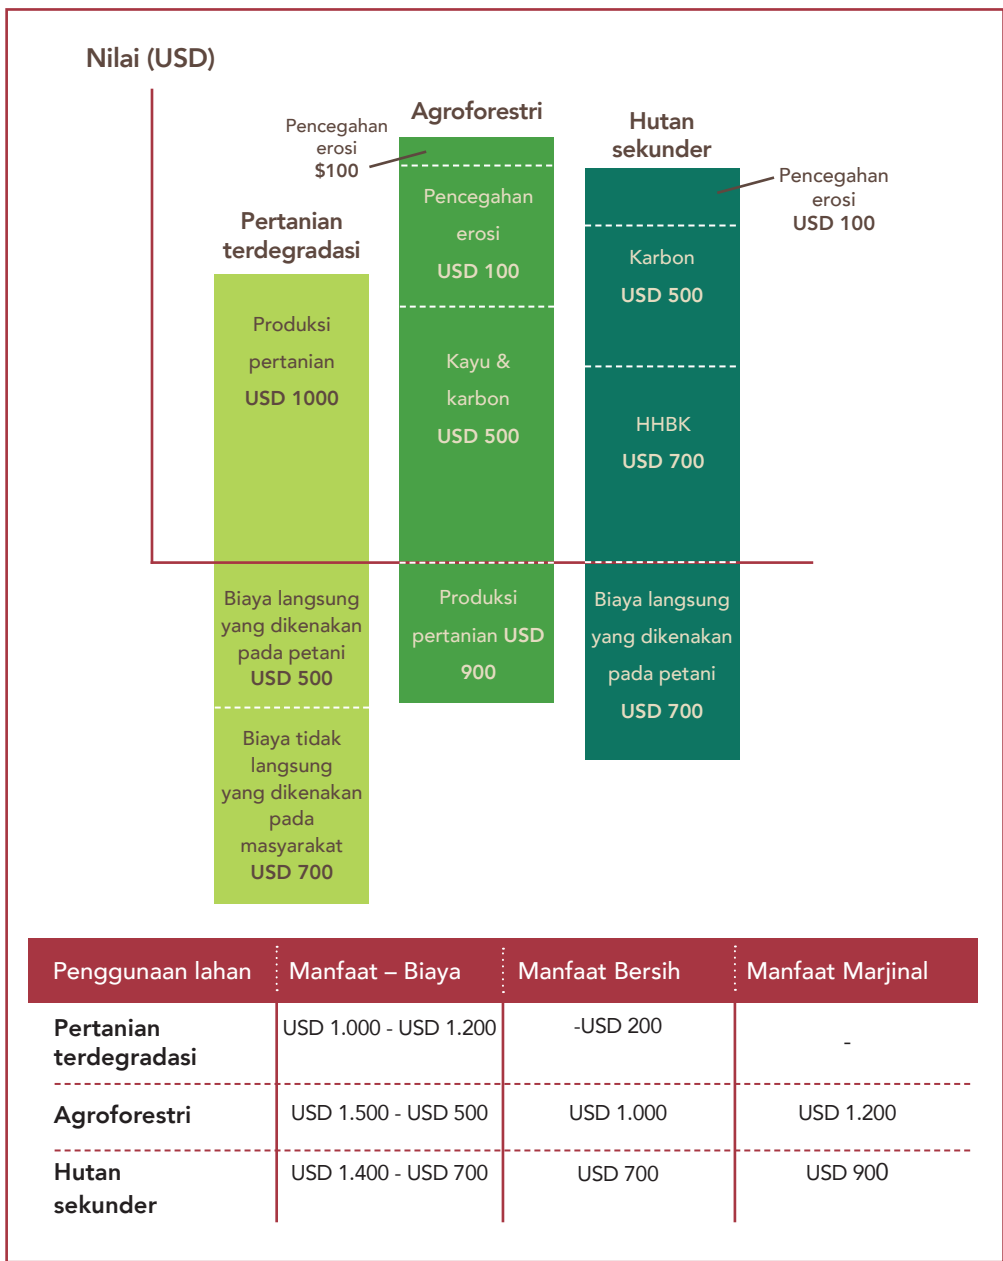 Nilai (USD)
Pertanian
terdegradasi
Produksi
pertanian
USD 1000
Biaya langsung
yang dikenakan
pada petani
USD 500
Biaya tidak
langsung
yang dikenakan
pada
masyarakat
USD 700
Agroforestri
Pencegahan
erosi
$100
Pencegahan
erosi
USD 100
Kayu &
karbon
USD 500
Produksi
pertanian USD
900
Hutan
sekunder
Pencegahan
erosi
USD 100
Karbon
USD 500
HHBK
USD 700
Biaya langsung
yang dikenakan
pada petani
USD 700
Penggunaan lahan Manfaat – Biaya Manfaat Bersih Manfaat Marjinal
Pertanian
terdegradasi
USD 1.000 - USD 1.200 -USD 200 -
Agroforestri USD 1.500 - USD 500 USD 1.000 USD 1.200
Hutan
sekunder
USD 1.400 - USD 700 USD 700 USD 900